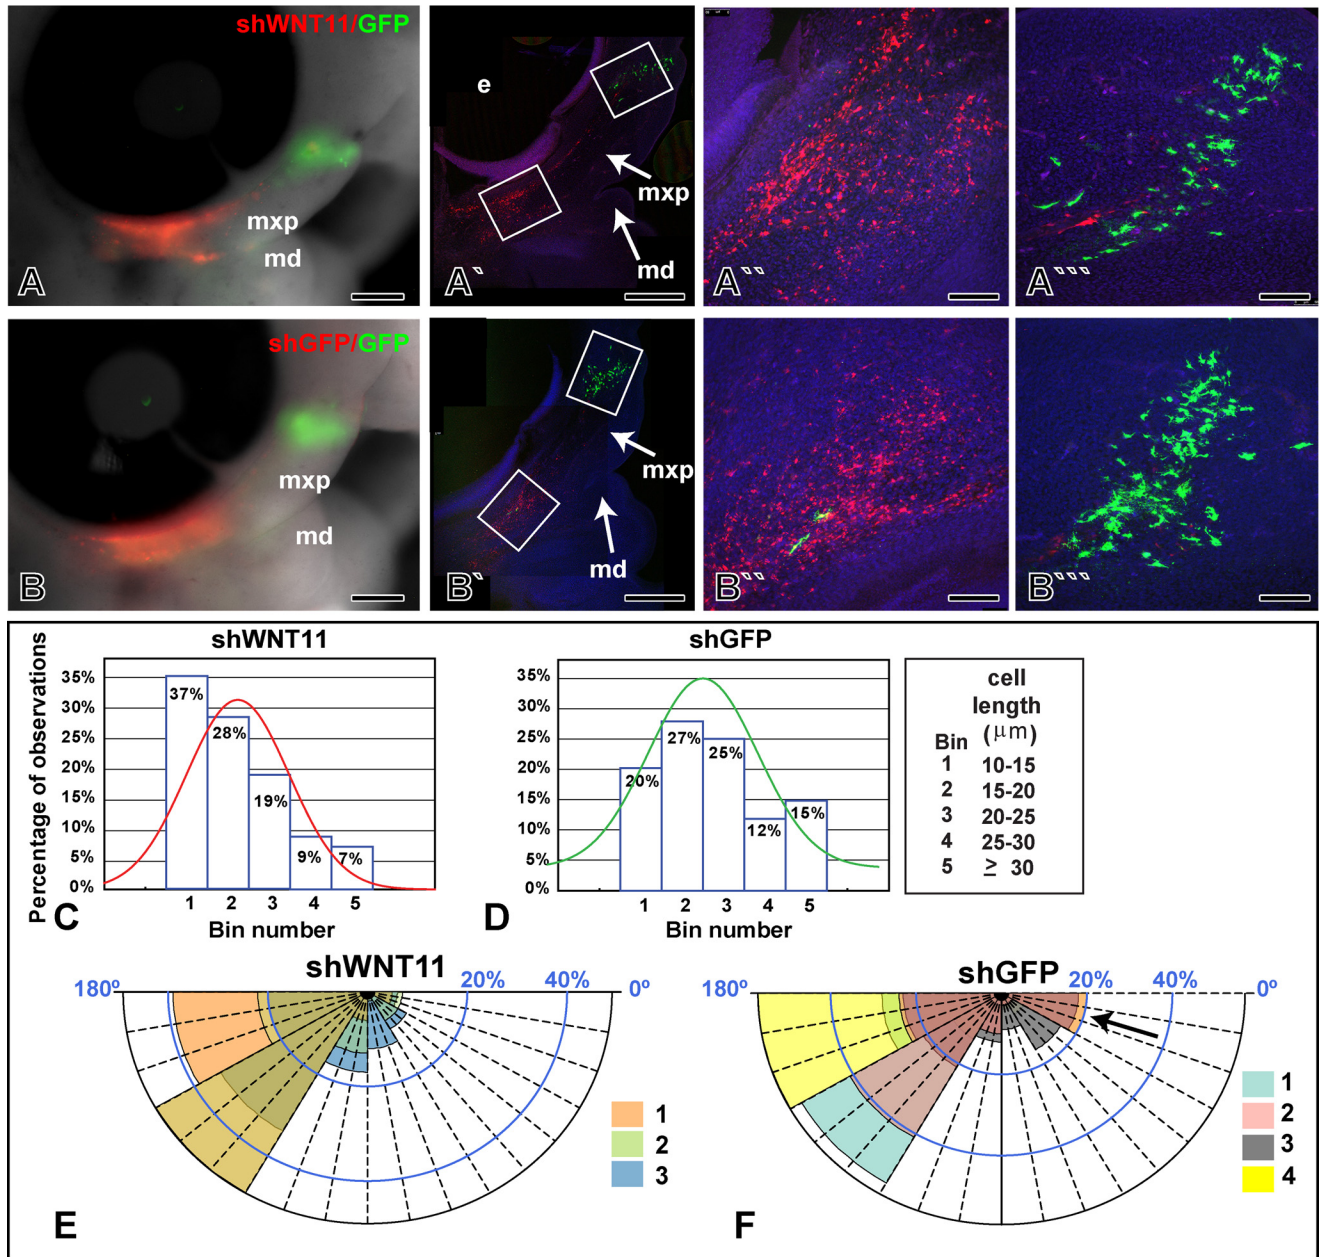 shWNT11/GFP
mxp
md
A
e
mxp
md
A`
A``
A```
shGFP/GFP
mxp
md
B
mxp
md
B`
B``
B```
shWNT11
Percentage of observations
35%
30%
25%
20%
15%
10%
5%
0%
37%
28%
19%
9%
7%
1 2 3 4 5
Bin number
C
shGFP
35%
30%
25%
20%
15%
10%
5%
0%
20%
27%
25%
12%
15%
1 2 3 4 5
Bin number
D
cell
length
(μm)
Bin
1 10-15
2 15-20
3 20-25
4 25-30
5 ≥ 30
shWNT11
180º 20% 40% 0º
1
2
3
E
shGFP
180º 20% 40% 0º
1
2
3
4
F